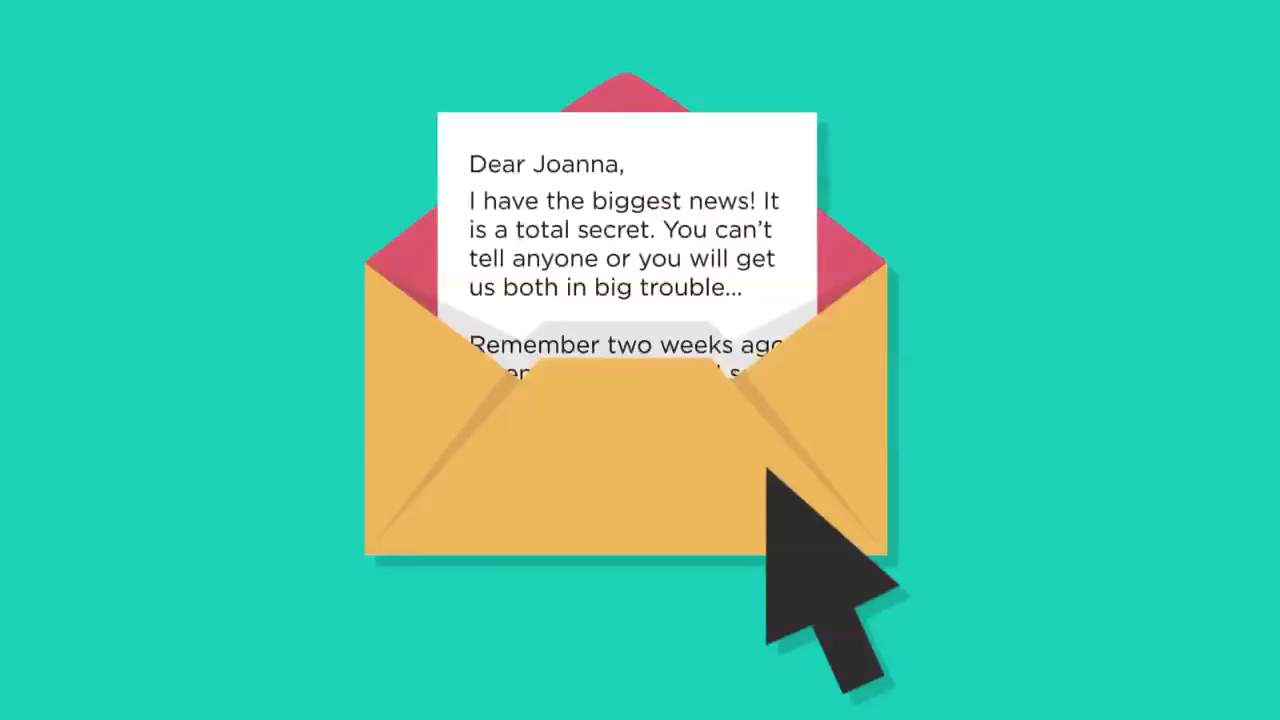 Dear Joanna,
I have the biggest news! It
is a total secret. You can’t
tell anyone or you will get
us both in big trouble...
Remember two weeks ago